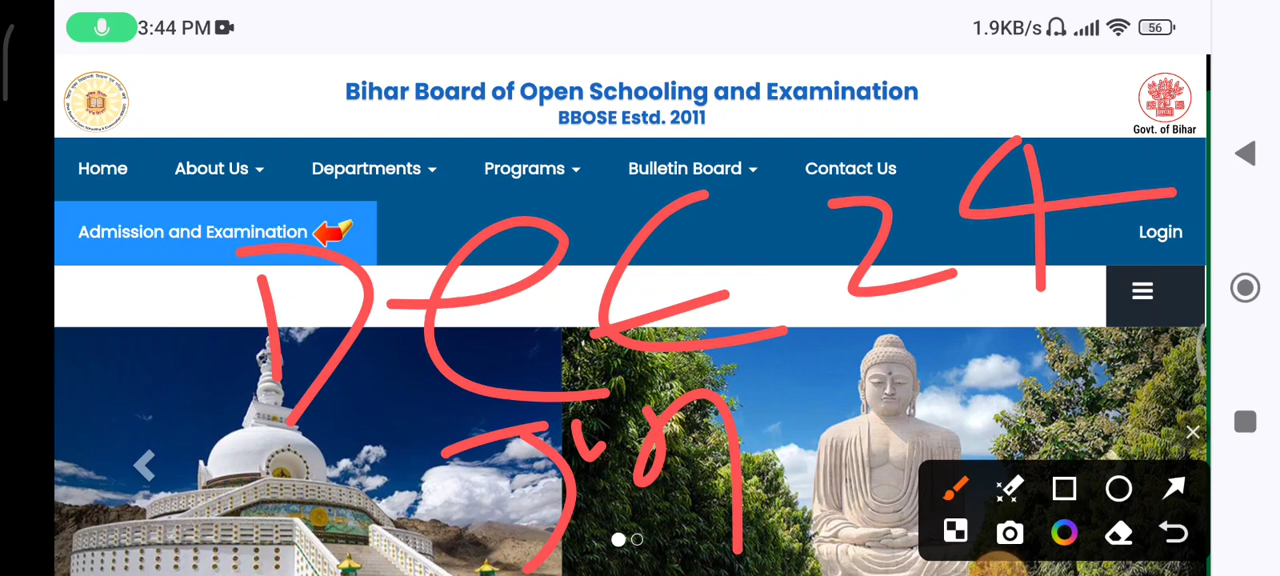 3:44 PM
1.9KB/s
56
Bihar Board of Open Schooling and Examination
BBOSE Estd. 2011
Govt. of Bihar
Home
About Us
Departments
Programs
Bulletin Board
Contact Us
Admission and Examination
Login
DEC 24
Jun